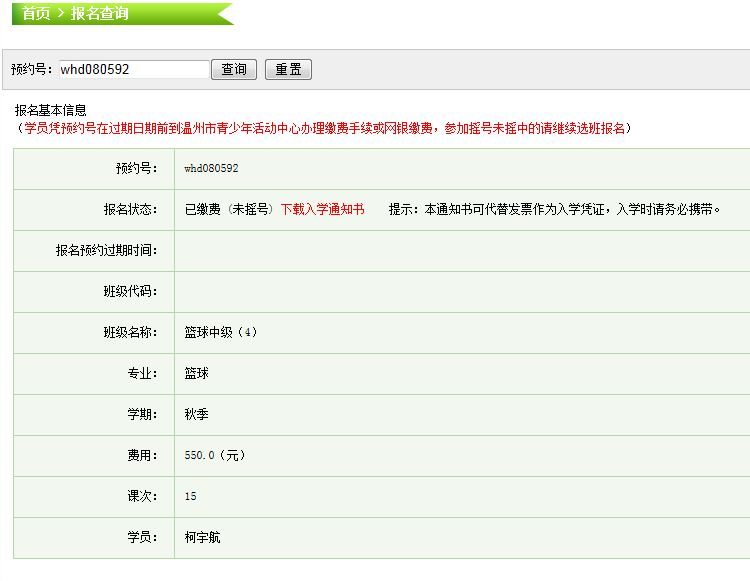 首页 > 报名查询
预约号: whd080592 查询 重置
报名基本信息
（学员凭预约号在过期日期前到温州市青少年活动中心办理缴费手续或网银缴费，参加摇号未摇中的请继续选班报名）
预约号: whd080592
报名状态: 已缴费 (未摇号) 下载入学通知书 提示: 本通知书可代替发票作为入学凭证，入学时请务必携带。
报名预约过期时间:
班级代码:
班级名称: 篮球中级（4）
专业: 篮球
学期: 秋季
费用: 550.0（元）
课次: 15
学员: 柯宇航